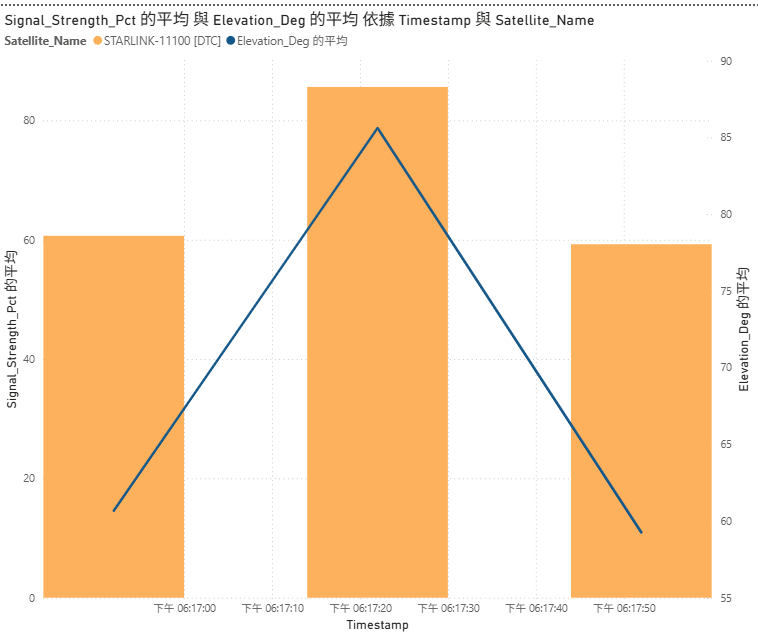 Signal_Strength_Pct 的平均 與 Elevation_Deg 的平均 依據 Timestamp 與 Satellite_Name
Satellite_Name STARLINK-11100 [DTC] Elevation_Deg 的平均
Signal_Strength_Pct 的平均
80
60
40
20
0
90
85
80
75
70
65
60
55
Elevation_Deg 的平均
下午 06:17:00 下午 06:17:10 下午 06:17:20 下午 06:17:30 下午 06:17:40 下午 06:17:50
Timestamp